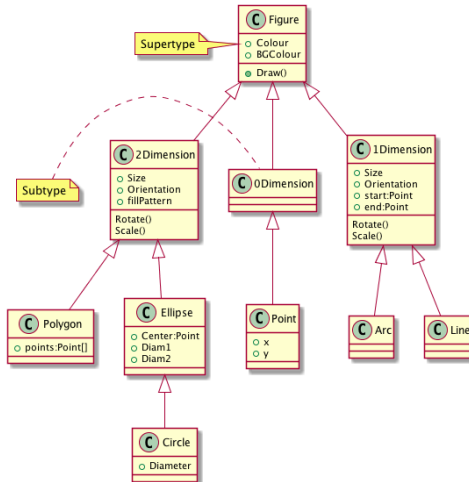 Supertype
C Figure
Colour
BGColour
Draw()
C 2Dimension
Size
Orientation
fillPattern
Rotate()
Scale()
Subtype
C 0Dimension
C 1Dimension
Size
Orientation
start:Point
end:Point
Rotate()
Scale()
C Polygon
points:Point[]
C Ellipse
Center:Point
Diam1
Diam2
C Point
x
y
C Arc
C Line
C Circle
Diameter